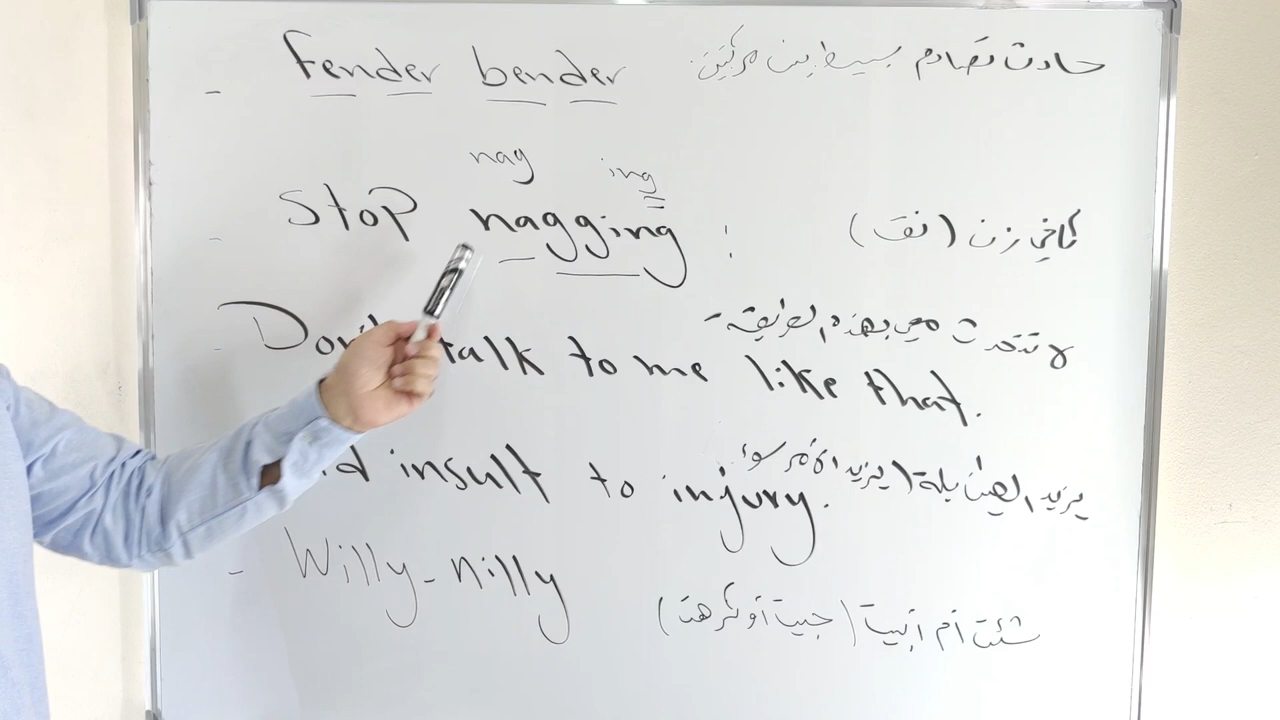 - Fender bender حادث تصادم بسيط بين مركبتين.
nag ing
- Stop nagging : كافي زن (نق)
لا تتحدث معي بهذه الطريقة -
- Don't talk to me like that.
يزيد الطين بلة (يزيد الأمر سوء
insult to injury.
- Willy-nilly
شئت أم أبيت (حبيت أو كرهت)